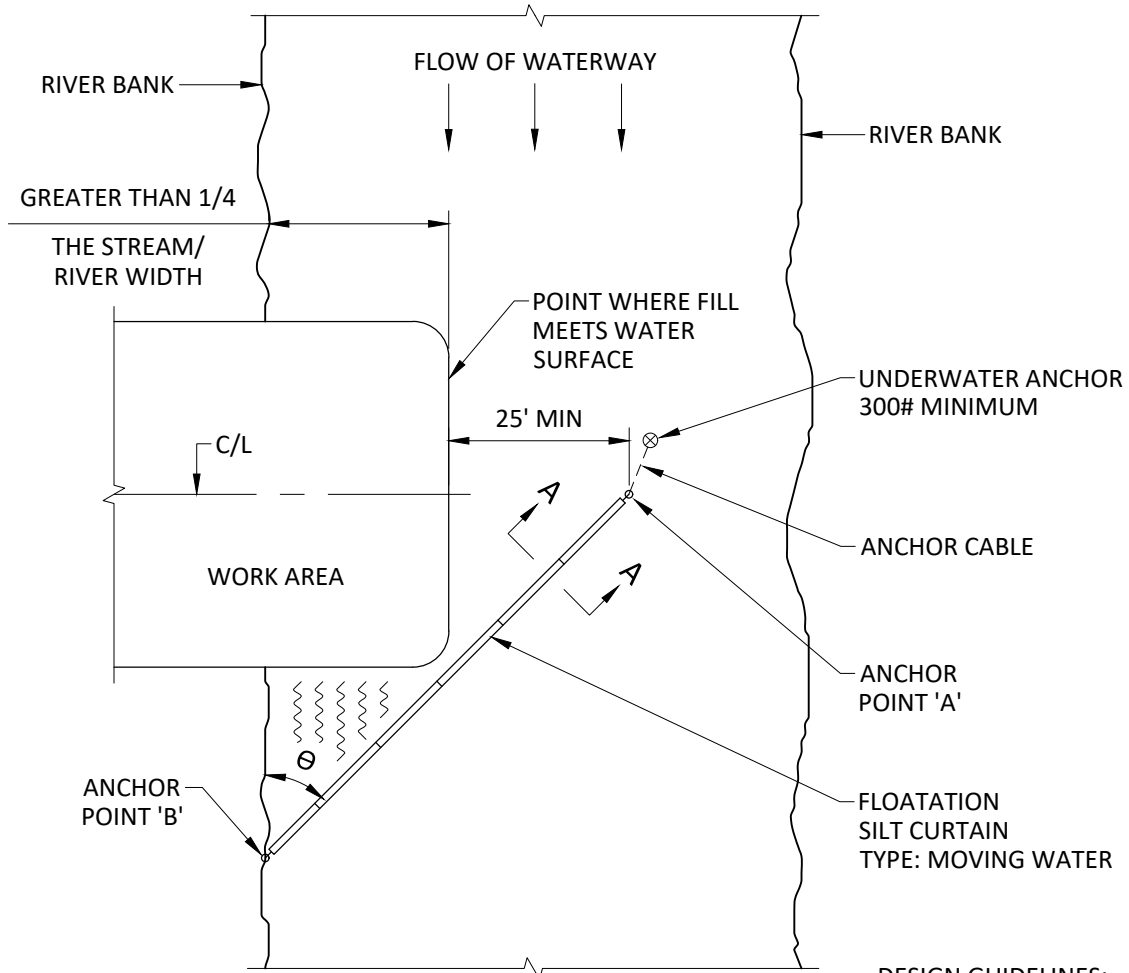 FLOW OF WATERWAY
RIVER BANK
RIVER BANK
GREATER THAN 1/4
THE STREAM/
RIVER WIDTH
POINT WHERE FILL
MEETS WATER
SURFACE
UNDERWATER ANCHOR
300# MINIMUM
25' MIN
C/L
A
ANCHOR CABLE
WORK AREA
A
ANCHOR
POINT 'A'
Θ
ANCHOR
POINT 'B'
FLOATATION
SILT CURTAIN
TYPE: MOVING WATER
DESIGN GUIDELINES: